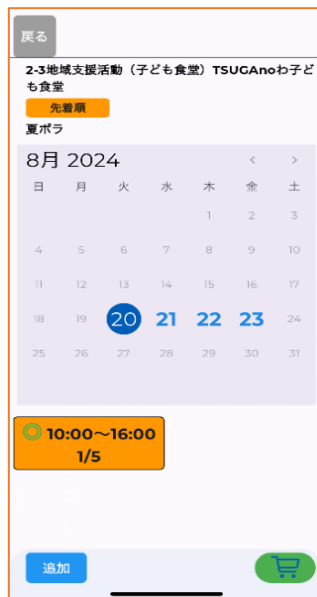 戻る
2-3地域支援活動（子ども食堂）TSUGAnoわ子ど
も食堂
先着順
夏ボラ
8月 2024
日 月 火 水 木 金 土
1 2 3
4 5 6 7 8 9 10
11 12 13 14 15 16 17
18 19 20 21 22 23 24
25 26 27 28 29 30 31
10:00～16:00
1/5
追加